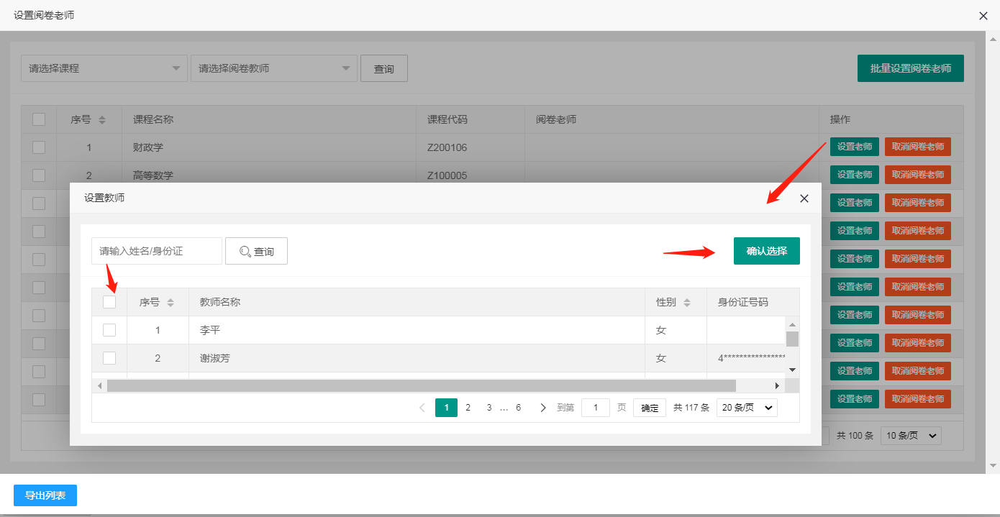 设置阅卷老师
请选择课程 请选择阅卷教师 查询 批量设置阅卷老师
序号 课程名称 课程代码 阅卷老师 操作
1 财政学 Z200106 设置老师 取消阅卷老师
2 高等数学 Z100005 设置老师 取消阅卷老师
设置教师
设置老师 取消阅卷老师
设置老师 取消阅卷老师
请输入姓名/身份证 查询 确认选择
设置老师 取消阅卷老师
设置老师 取消阅卷老师
序号 教师名称 性别 身份证号码
设置老师 取消阅卷老师
1 李平 女
设置老师 取消阅卷老师
2 谢淑芳 女 4****************
设置老师 取消阅卷老师
1 2 3 … 6 到第 1 页 确定 共 117 条 20 条/页
设置老师 取消阅卷老师
共 100 条 10 条/页
导出列表